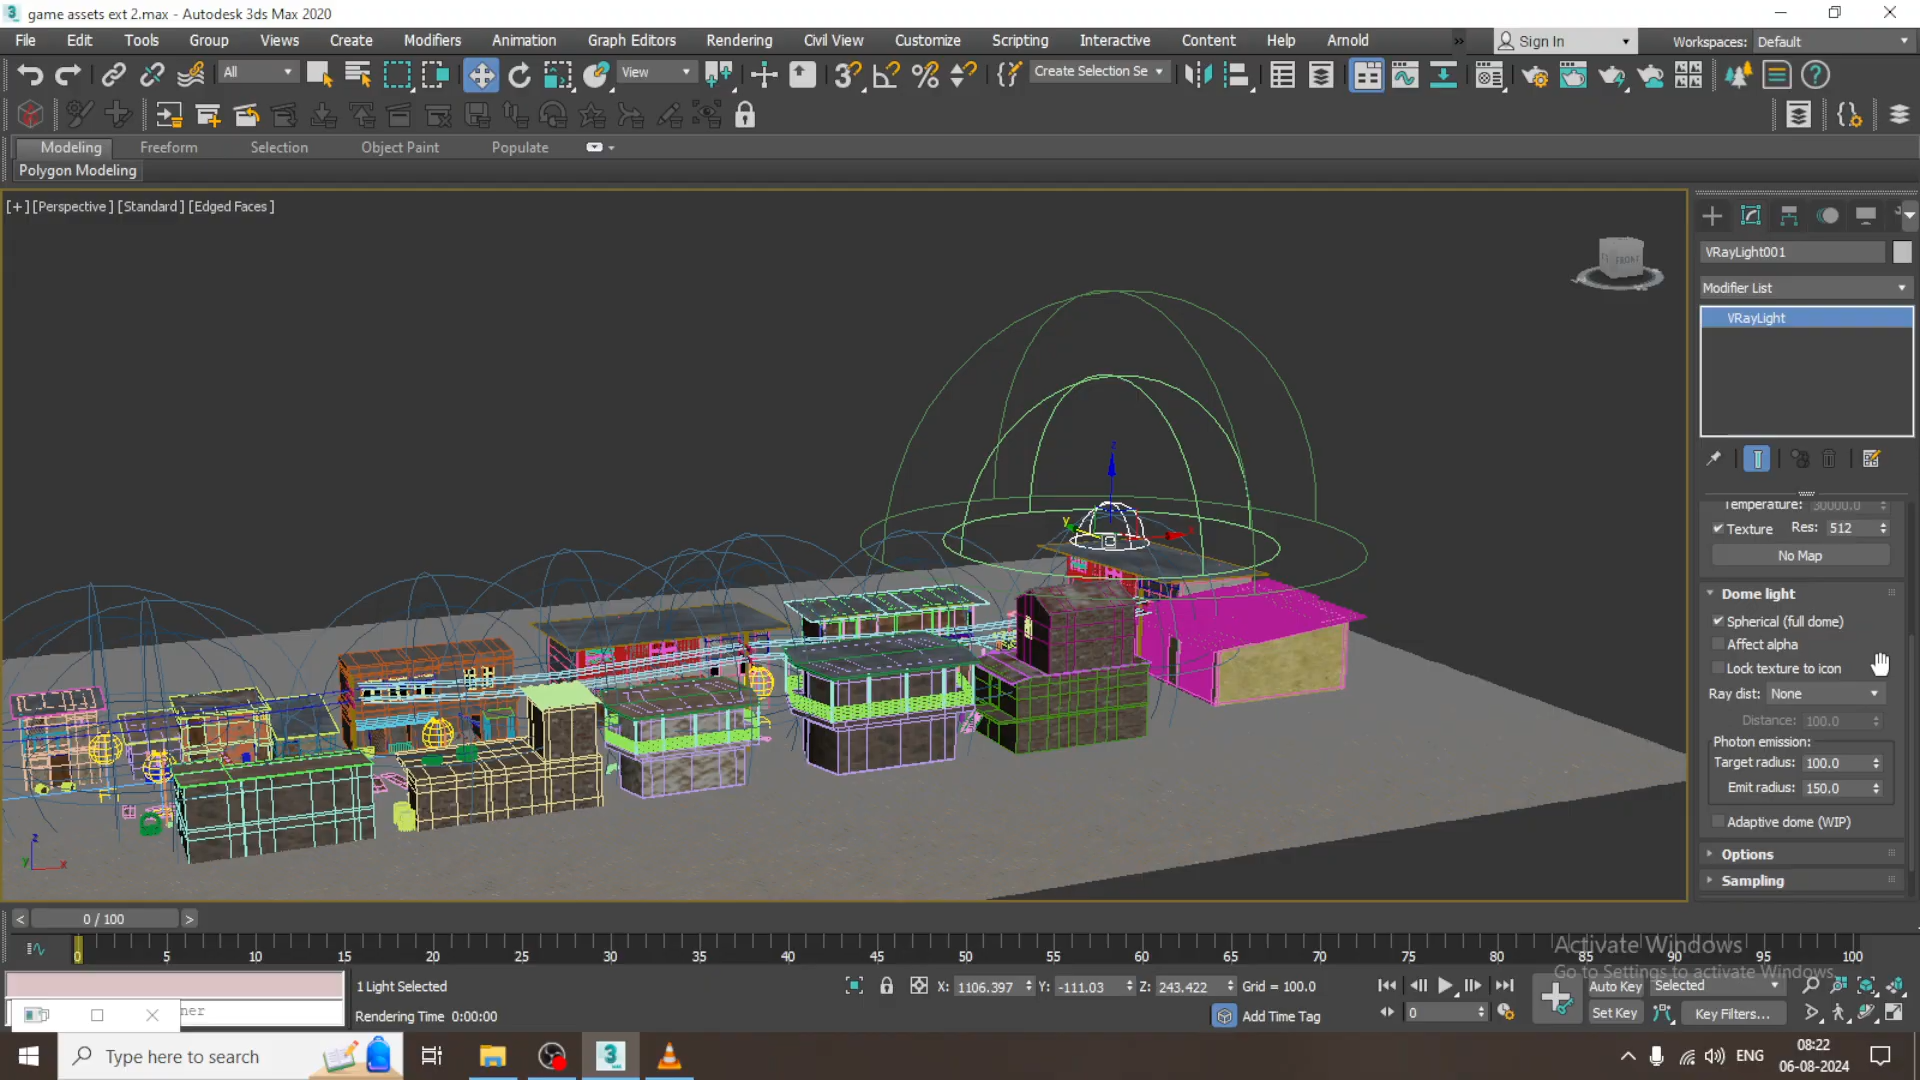 game assets ext 2.max - Autodesk 3ds Max 2020
File Edit Tools Group Views Create Modifiers Animation Graph Editors Rendering Civil View Customize Scripting Interactive Content Help Arnold
Sign In
Workspaces: Default
All
View
Create Selection Se
Modeling Freeform Selection Object Paint Populate
Polygon Modeling
[+] [Perspective ] [Standard ] [Edged Faces ]
FRONT
VRayLight001
Modifier List
VRayLight
Temperature: 30000.0
Texture Res: 512
No Map
Dome light
Spherical (full dome)
Affect alpha
Lock texture to icon
Ray dist: None
Distance: 100.0
Photon emission:
Target radius: 100.0
Emit radius: 150.0
Adaptive dome (WIP)
Options
Sampling
z
y
x
z
y x
< 0 / 100 >
0 5 10 15 20 25 30 35 40 45 50 55 60 65 70 75 80 85 90 95 100
Activate Windows
Go to Settings to activate Windows.
1 Light Selected
X: 1106.397 Y: -111.03 Z: 243.422 Grid = 100.0
Auto Key Selected
ner
Rendering Time 0:00:00
Add Time Tag
0
Set Key Key Filters...
Type here to search
ENG
08:22
06-08-2024